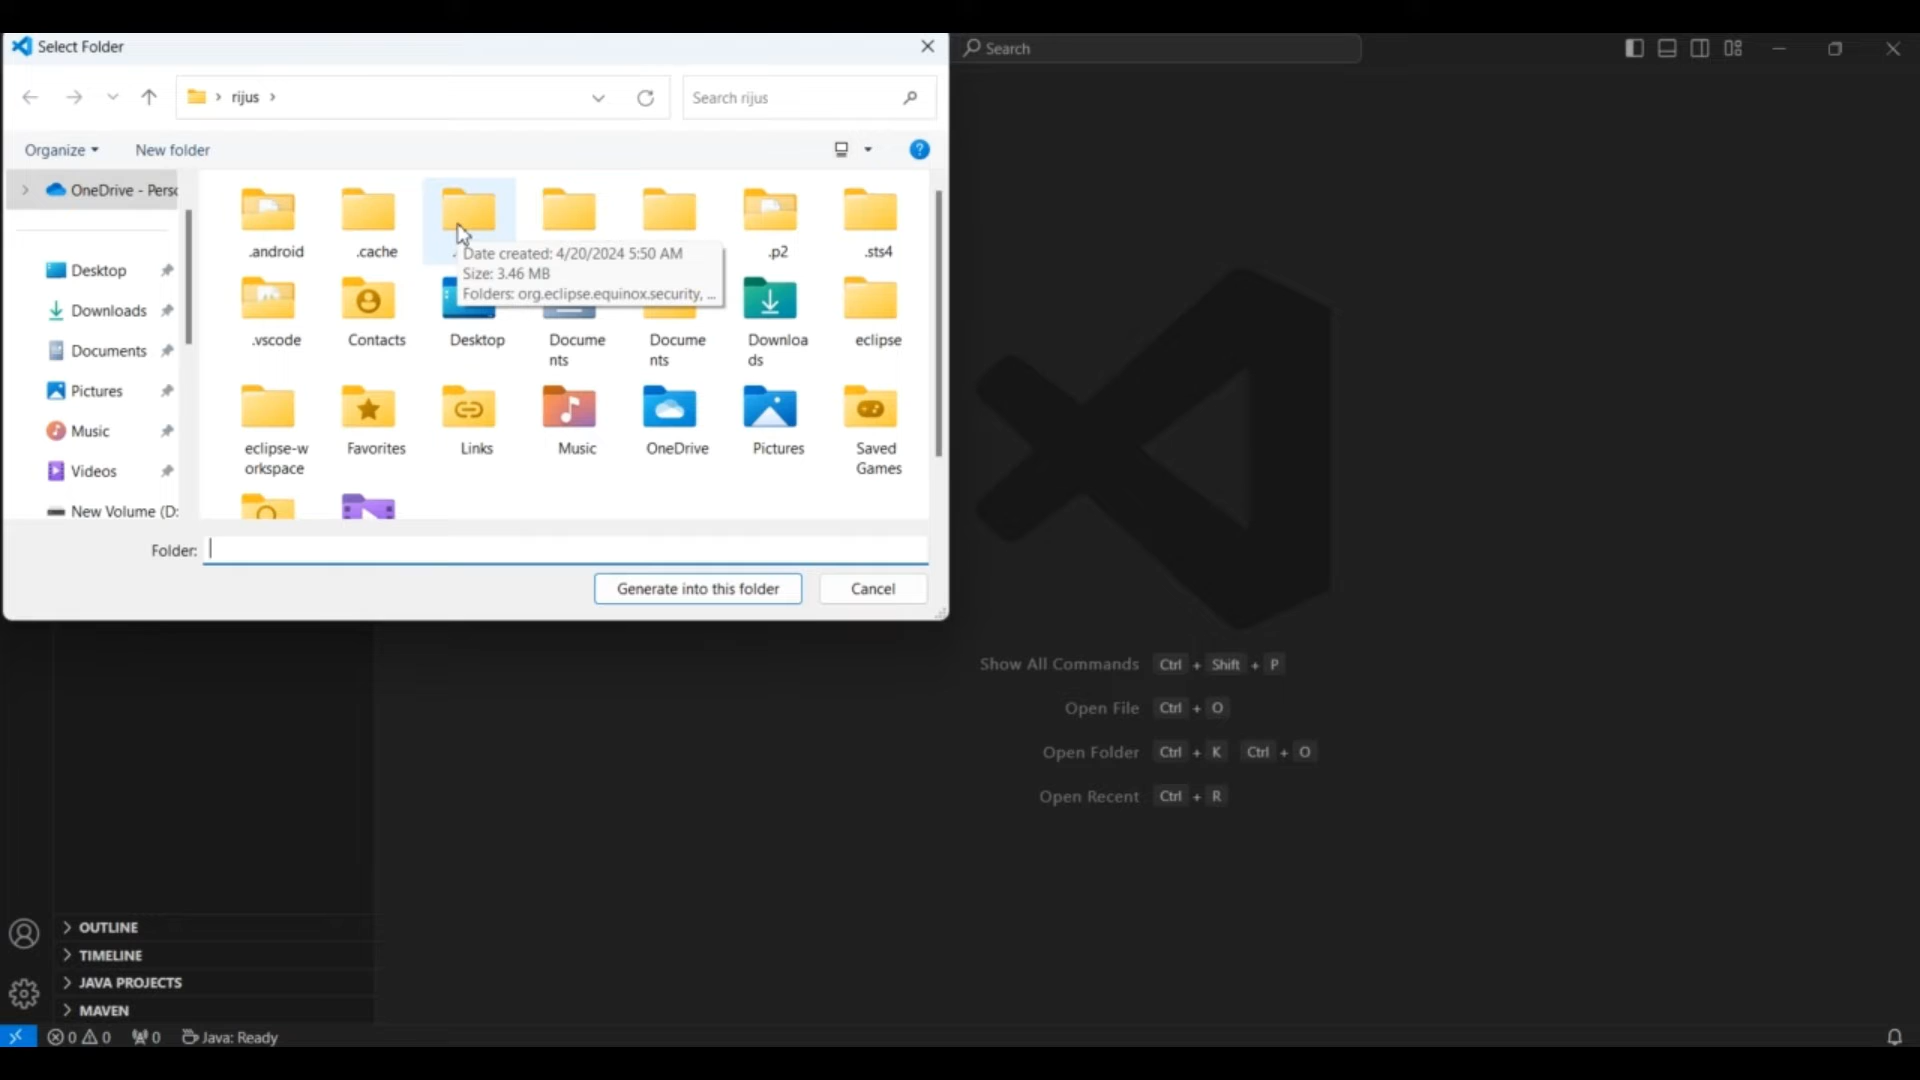 Select Folder
Search
rijus
Search rijus
Organize
New folder
OneDrive - Perso
.android
.cache
.p2
.sts4
Date created: 4/20/2024 5:50 AM
Size: 3.46 MB
Folders: org.eclipse.equinox.security, ...
Desktop
Downloads
Documents
Pictures
Music
Videos
New Volume (D:
.vscode
Contacts
Desktop
Docume
nts
Docume
nts
Downloa
ds
eclipse
eclipse-w
orkspace
Favorites
Links
Music
OneDrive
Pictures
Saved
Games
Folder:
Generate into this folder
Cancel
Show All Commands Ctrl + Shift + P
Open File Ctrl + O
Open Folder Ctrl + K Ctrl + O
Open Recent Ctrl + R
OUTLINE
TIMELINE
JAVA PROJECTS
MAVEN
0 0 0 Java: Ready